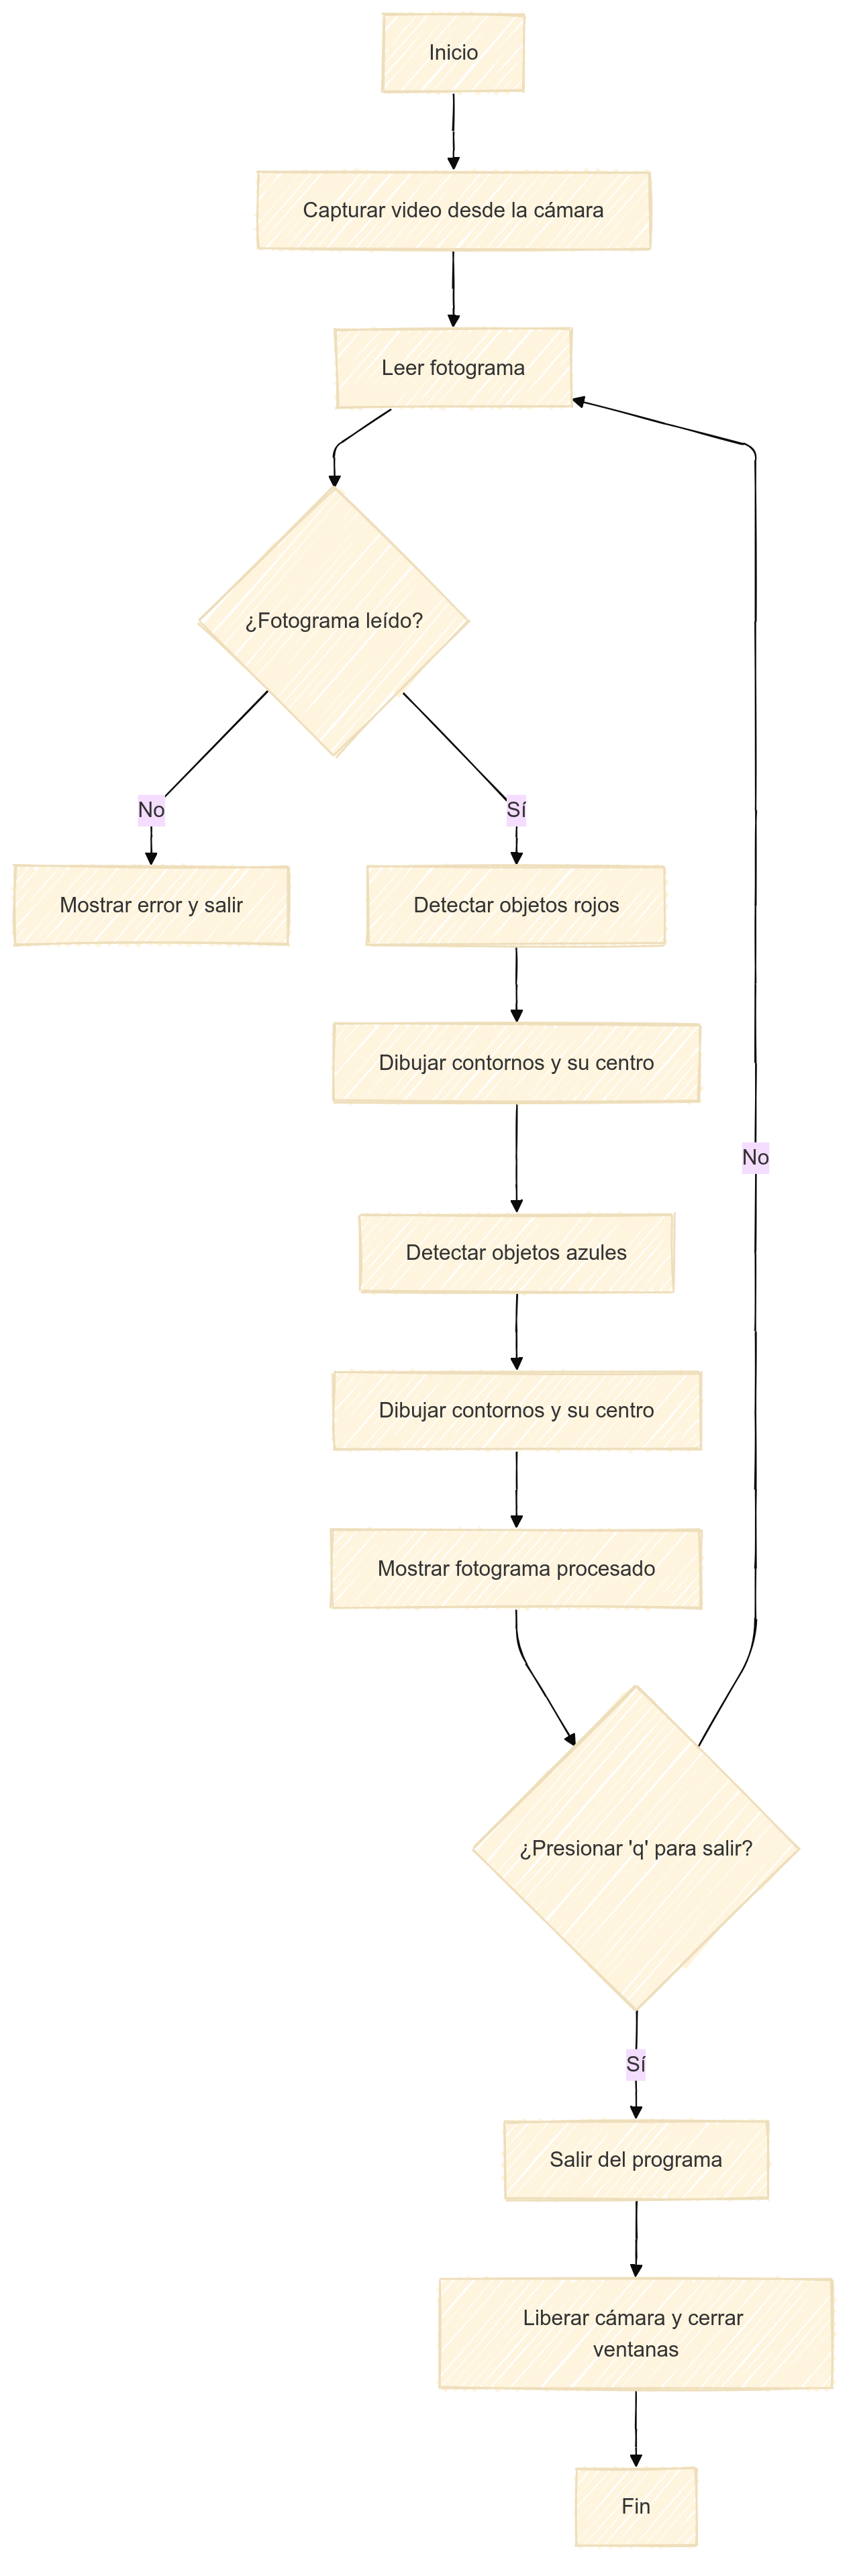 Inicio
Capturar video desde la cámara
Leer fotograma
¿Fotograma leído?
No
Sí
Mostrar error y salir
Detectar objetos rojos
Dibujar contornos y su centro
No
Detectar objetos azules
Dibujar contornos y su centro
Mostrar fotograma procesado
¿Presionar 'q' para salir?
Sí
Salir del programa
Liberar cámara y cerrar
ventanas
Fin